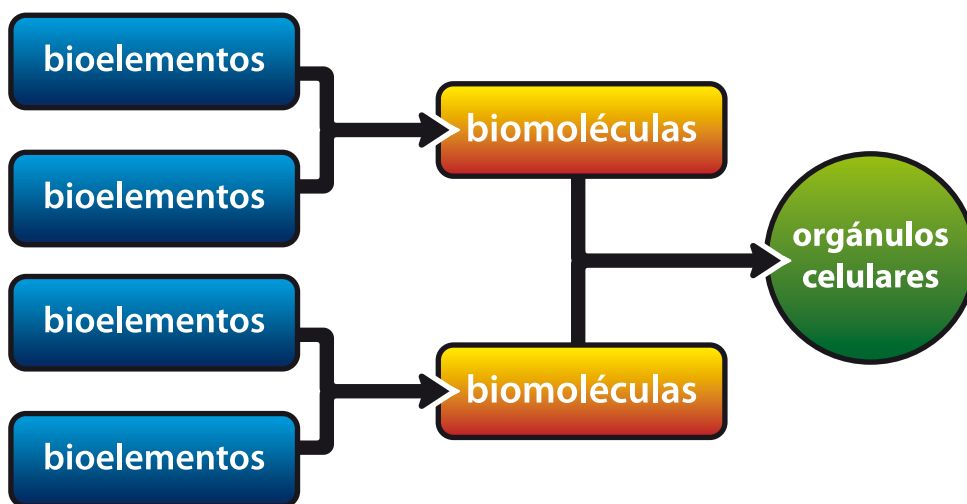 bioelementos
bioelementos
bioelementos
bioelementos
biomoléculas
biomoléculas
orgánulos
celulares